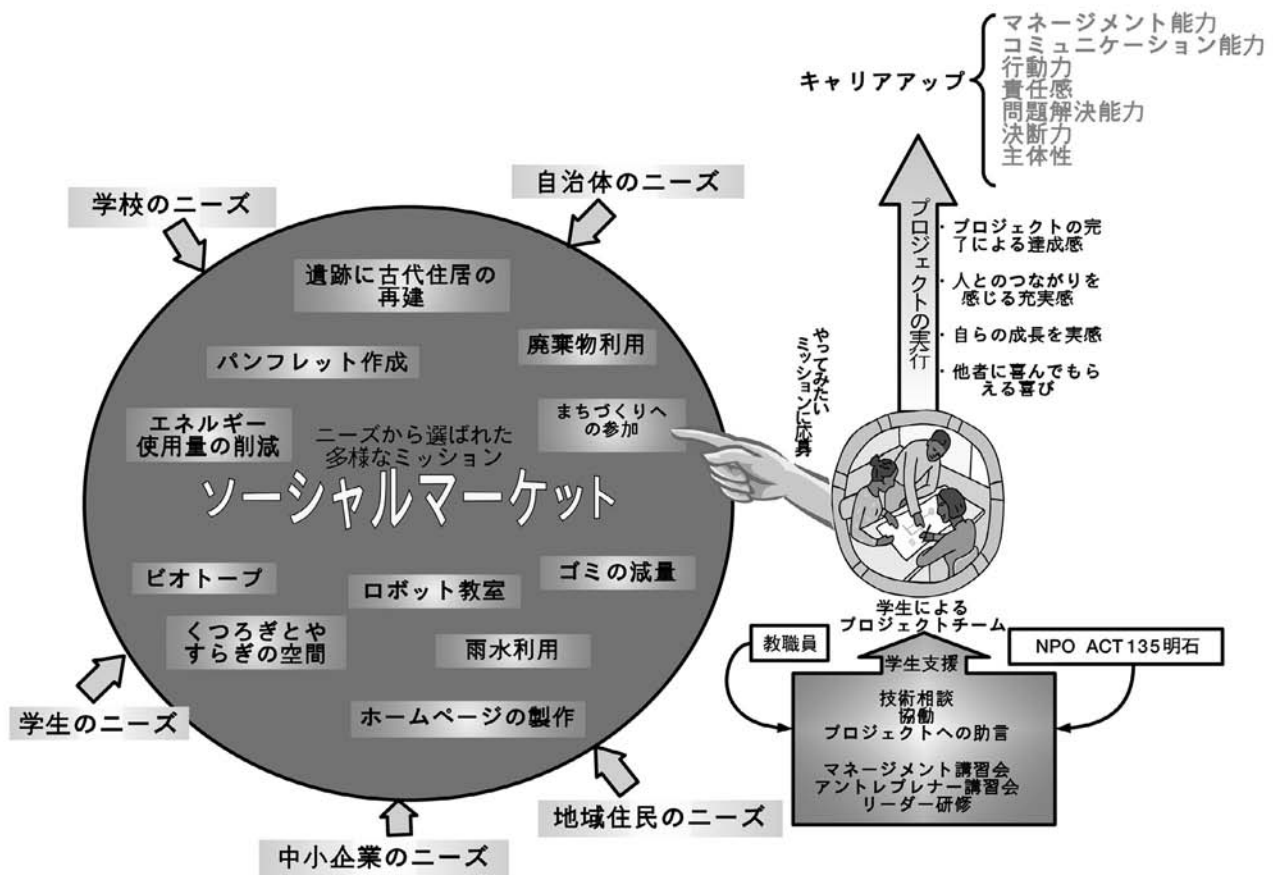 マネージメント能力
コミュニケーション能力
行動力
責任感
問題解決能力
決断力
主体性
キャリアアップ
自治体のニーズ
学校のニーズ
プロジェクトの実行
・プロジェクトの完
了による達成感
・人とのつながりを
感じる充実感
・自らの成長を実感
・他者に喜んでもら
える喜び
遺跡に古代住居の
再建
廃棄物利用
パンフレット作成
まちづくりへ
の参加
エネルギー
使用量の削減
ニーズから選ばれた
多様なミッション
ソーシャルマーケット
やってみたい
ミッションに応募
ビオトープ
ロボット教室
ゴミの減量
くつろぎとや
すらぎの空間
雨水利用
ホームページの製作
学生のニーズ
地域住民のニーズ
中小企業のニーズ
学生による
プロジェクトチーム
教職員
NPO ACT135明石
学生支援
技術相談
協働
プロジェクトへの助言
マネージメント講習会
アントレプレナー講習会
リーダー研修